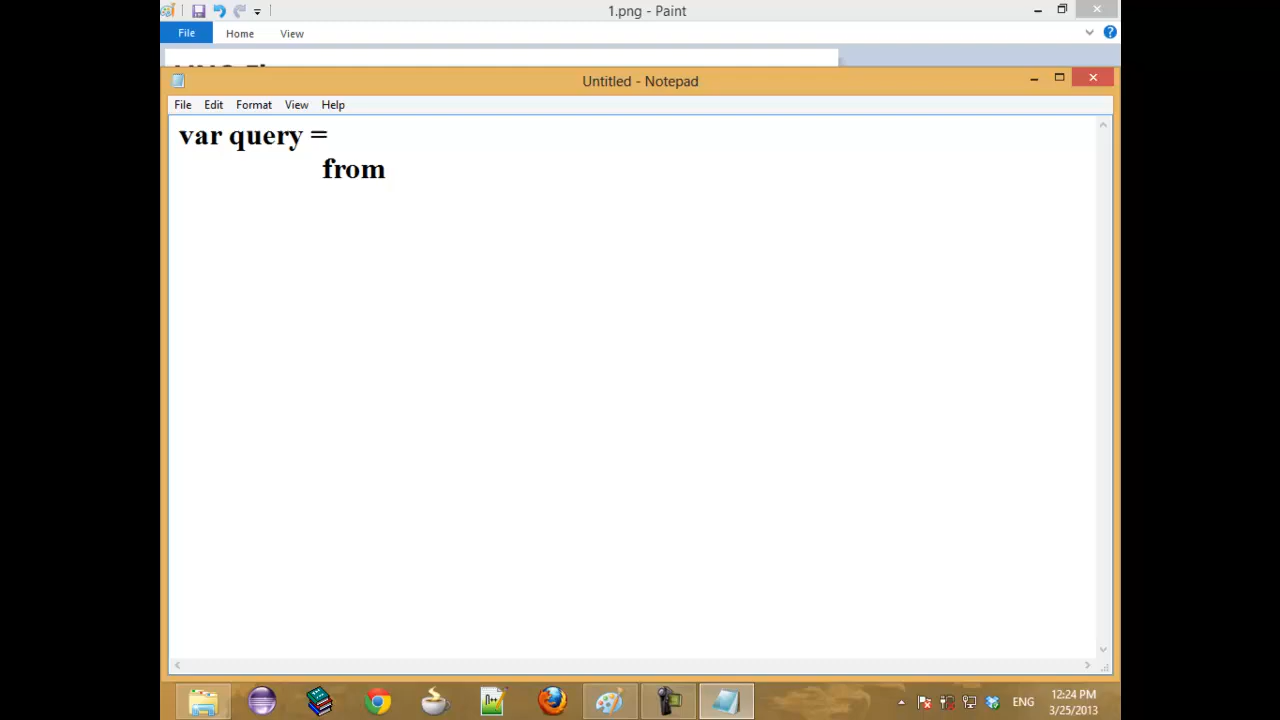 1.png - Paint
File Home View
Untitled - Notepad
File Edit Format View Help
var query =
from
ENG
12:24 PM
3/25/2013